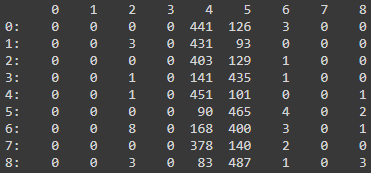 0 1 2 3 4 5 6 7 8
0: 0 0 0 0 441 126 3 0 0
1: 0 0 3 0 431 93 0 0 0
2: 0 0 0 0 403 129 1 0 0
3: 0 0 1 0 141 435 1 0 0
4: 0 0 1 0 451 101 0 0 1
5: 0 0 0 0 90 465 4 0 2
6: 0 0 8 0 168 400 3 0 1
7: 0 0 0 0 378 140 2 0 0
8: 0 0 3 0 83 487 1 0 3